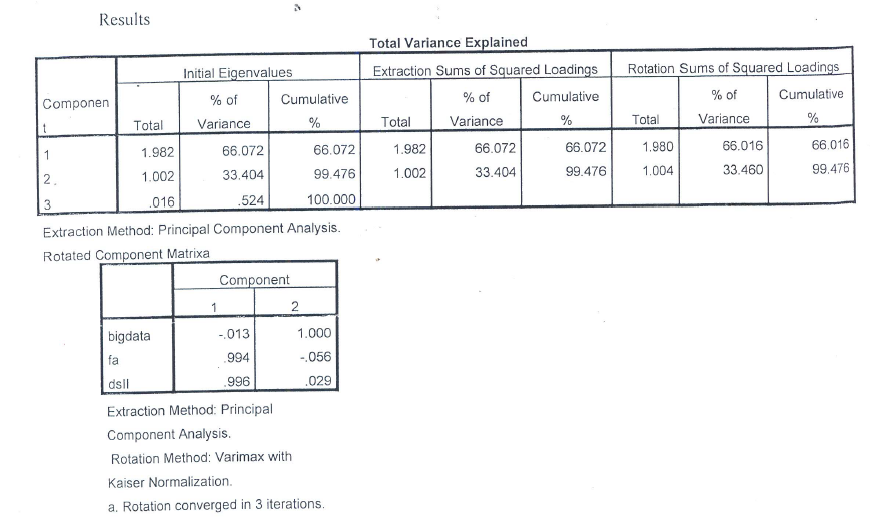 Results
Total Variance Explained
Initial Eigenvalues Extraction Sums of Squared Loadings Rotation Sums of Squared Loadings
Componen % of Cumulative % of Cumulative % of Cumulative
t Total Variance % Total Variance % Total Variance %
1 1.982 66.072 66.072 1.982 66.072 66.072 1.980 66.016 66.016
2 1.002 33.404 99.476 1.002 33.404 99.476 1.004 33.460 99.476
3 .016 .524 100.000
Extraction Method: Principal Component Analysis.
Rotated Component Matrixa
Component
1 2
bigdata -.013 1.000
fa .994 -.056
dsll .996 .029
Extraction Method: Principal
Component Analysis.
Rotation Method: Varimax with
Kaiser Normalization.
a. Rotation converged in 3 iterations.